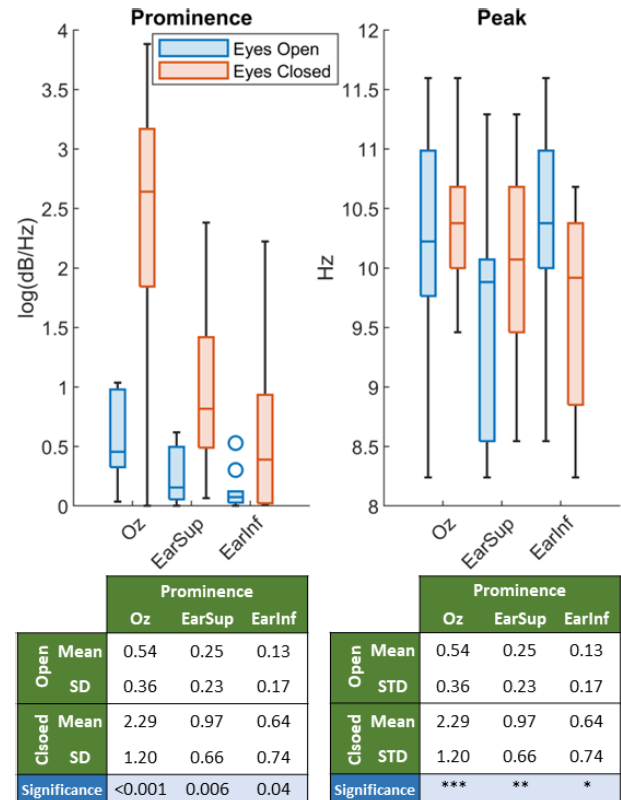 Prominence
Peak
Eyes Open
Eyes Closed
4
3.5
3
2.5
2
1.5
1
0.5
0
log(dB/Hz)
Oz
EarSup
EarInf
12
11.5
11
10.5
10
9.5
9
8.5
8
Hz
Oz
EarSup
EarInf
Prominence
Oz EarSup EarInf
Open
Mean 0.54 0.25 0.13
SD 0.36 0.23 0.17
Clsoed
Mean 2.29 0.97 0.64
SD 1.20 0.66 0.74
Significance <0.001 0.006 0.04
Prominence
Oz EarSup EarInf
Open
Mean 0.54 0.25 0.13
STD 0.36 0.23 0.17
Clsoed
Mean 2.29 0.97 0.64
STD 1.20 0.66 0.74
Significance *** ** *